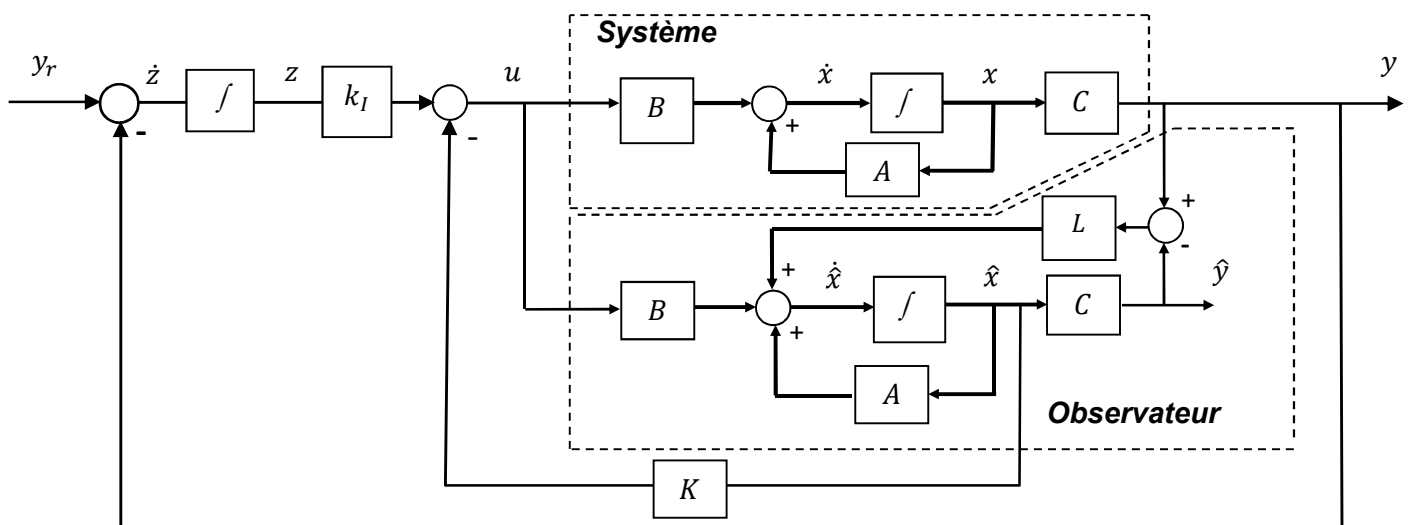 Système
y_r
-
ż
∫
z
k_I
-
u
B
+
ẋ
∫
x
C
y
A
L
+
-
B
+
+
x̂̇
∫
x̂
C
ŷ
A
Observateur
K